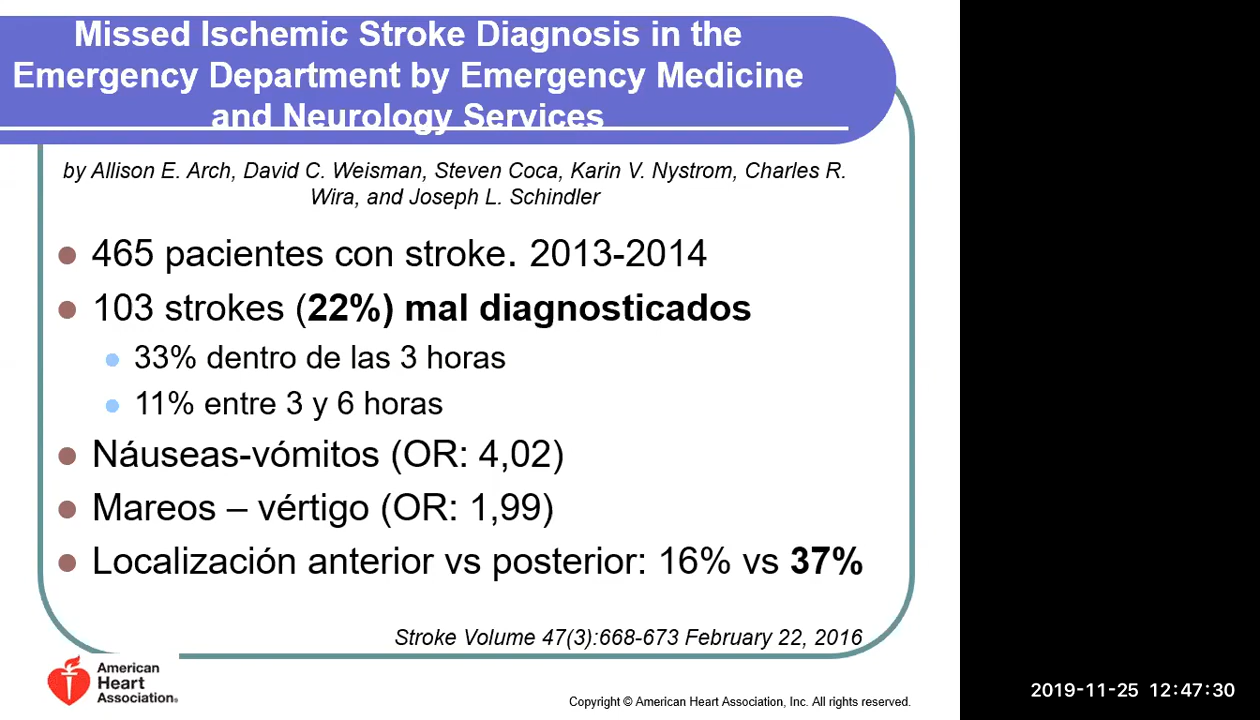 Missed Ischemic Stroke Diagnosis in the
Emergency Department by Emergency Medicine
and Neurology Services
by Allison E. Arch, David C. Weisman, Steven Coca, Karin V. Nystrom, Charles R.
Wira, and Joseph L. Schindler
465 pacientes con stroke. 2013-2014
103 strokes (22%) mal diagnosticados
33% dentro de las 3 horas
11% entre 3 y 6 horas
Náuseas-vómitos (OR: 4,02)
Mareos – vértigo (OR: 1,99)
Localización anterior vs posterior: 16% vs 37%
Stroke Volume 47(3):668-673 February 22, 2016
American
Heart
Association®
Copyright © American Heart Association, Inc. All rights reserved.
2019-11-25 12:47:30